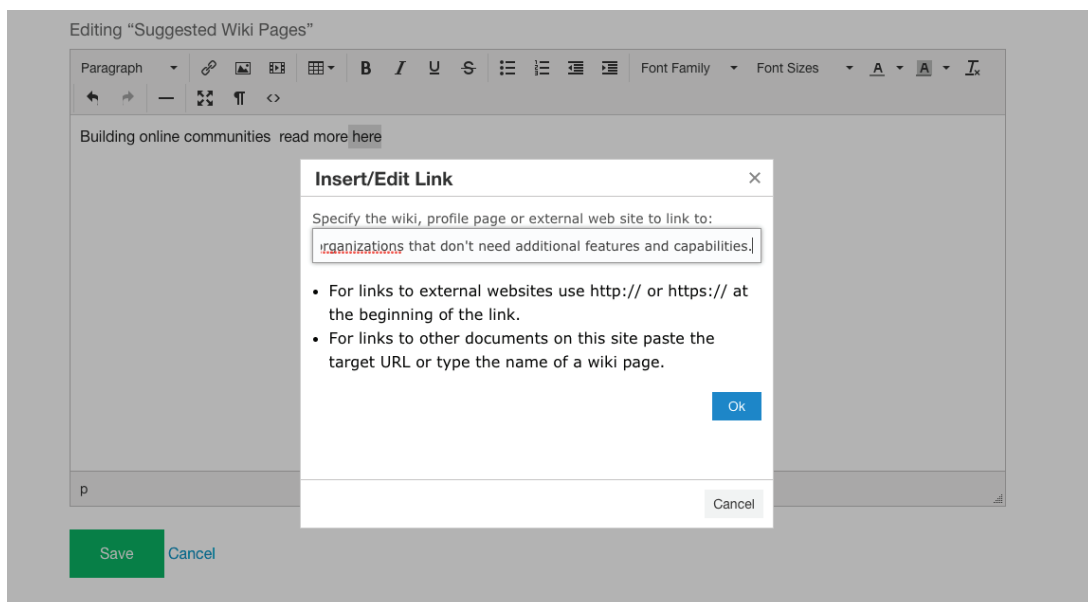 Editing “Suggested Wiki Pages”
Paragraph B I U S Font Family Font Sizes A A Ix
¶ <>
Building online communities read more here
Insert/Edit Link ×
Specify the wiki, profile page or external web site to link to:
rganizations that don't need additional features and capabilities.
• For links to external websites use http:// or https:// at
the beginning of the link.
• For links to other documents on this site paste the
target URL or type the name of a wiki page.
Ok
p
Cancel
Save Cancel